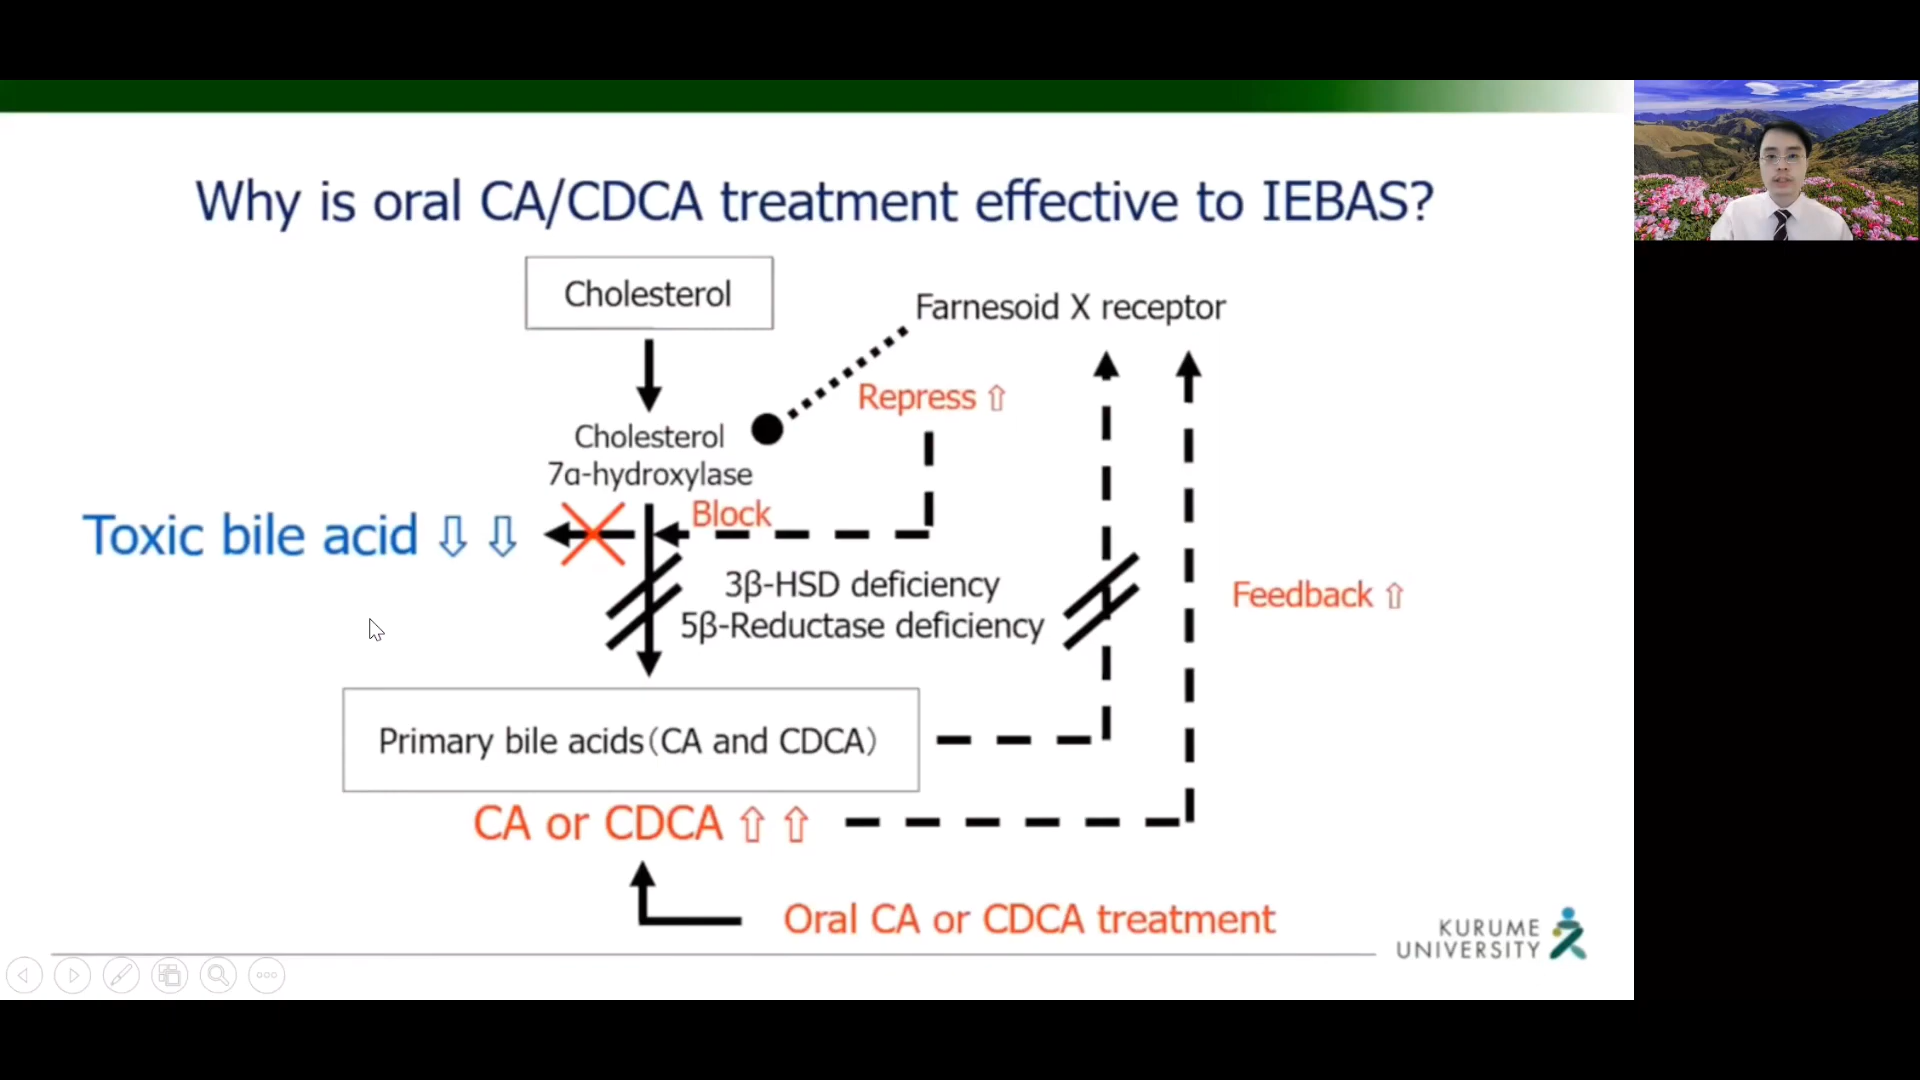 Why is oral CA/CDCA treatment effective to IEBAS?
Cholesterol
Farnesoid X receptor
Repress ⇧
Cholesterol
7α-hydroxylase
Block
Toxic bile acid ⇩ ⇩
3β-HSD deficiency
5β-Reductase deficiency
Feedback ⇧
Primary bile acids(CA and CDCA)
CA or CDCA ⇧ ⇧
Oral CA or CDCA treatment
KURUME
UNIVERSITY